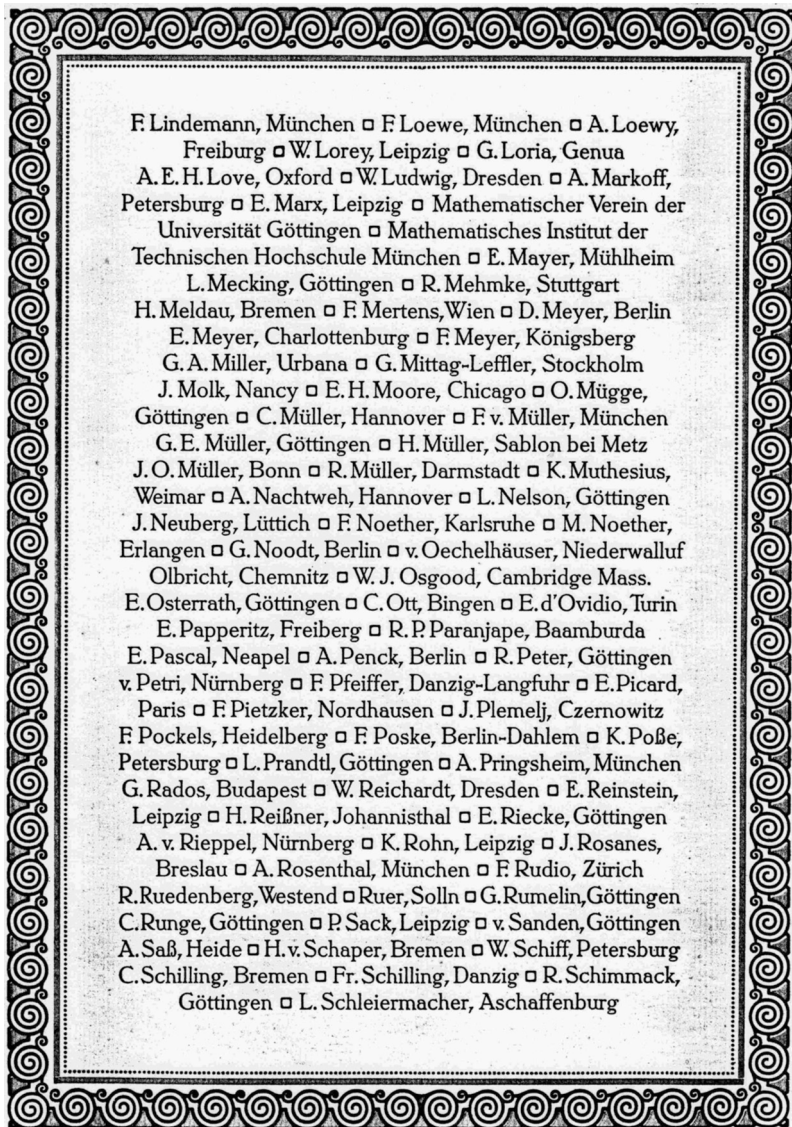 F. Lindemann, München □ F. Loewe, München □ A. Loewy,
Freiburg □ W. Lorey, Leipzig □ G. Loria, Genua
A. E. H. Love, Oxford □ W. Ludwig, Dresden □ A. Markoff,
Petersburg □ E. Marx, Leipzig □ Mathematischer Verein der
Universität Göttingen □ Mathematisches Institut der
Technischen Hochschule München □ E. Mayer, Mühlheim
L. Mecking, Göttingen □ R. Mehmke, Stuttgart
H. Meldau, Bremen □ F. Mertens, Wien □ D. Meyer, Berlin
E. Meyer, Charlottenburg □ F. Meyer, Königsberg
G. A. Miller, Urbana □ G. Mittag-Leffler, Stockholm
J. Molk, Nancy □ E. H. Moore, Chicago □ O. Mügge,
Göttingen □ C. Müller, Hannover □ F. v. Müller, München
G. E. Müller, Göttingen □ H. Müller, Sablon bei Metz
J. O. Müller, Bonn □ R. Müller, Darmstadt □ K. Muthesius,
Weimar □ A. Nachtweh, Hannover □ L. Nelson, Göttingen
J. Neuberg, Lüttich □ F. Noether, Karlsruhe □ M. Noether,
Erlangen □ G. Noodt, Berlin □ v. Oechelhäuser, Niederwalluf
Olbricht, Chemnitz □ W. J. Osgood, Cambridge Mass.
E. Osterrath, Göttingen □ C. Ott, Bingen □ E. d'Ovidio, Turin
E. Papperitz, Freiberg □ R. P. Paranjape, Baamburda
E. Pascal, Neapel □ A. Penck, Berlin □ R. Peter, Göttingen
v. Petri, Nürnberg □ F. Pfeiffer, Danzig-Langfuhr □ E. Picard,
Paris □ F. Pietzker, Nordhausen □ J. Plemelj, Czernowitz
F. Pockels, Heidelberg □ F. Poske, Berlin-Dahlem □ K. Poße,
Petersburg □ L. Prandtl, Göttingen □ A. Pringsheim, München
G. Rados, Budapest □ W. Reichardt, Dresden □ E. Reinstein,
Leipzig □ H. Reißner, Johannisthal □ E. Riecke, Göttingen
A. v. Rieppel, Nürnberg □ K. Rohn, Leipzig □ J. Rosanes,
Breslau □ A. Rosenthal, München □ F. Rudio, Zürich
R. Ruedenberg, Westend □ Ruer, Solln □ G. Rumelin, Göttingen
C. Runge, Göttingen □ P. Sack, Leipzig □ v. Sanden, Göttingen
A. Saß, Heide □ H. v. Schaper, Bremen □ W. Schiff, Petersburg
C. Schilling, Bremen □ Fr. Schilling, Danzig □ R. Schimmack,
Göttingen □ L. Schleiermacher, Aschaffenburg